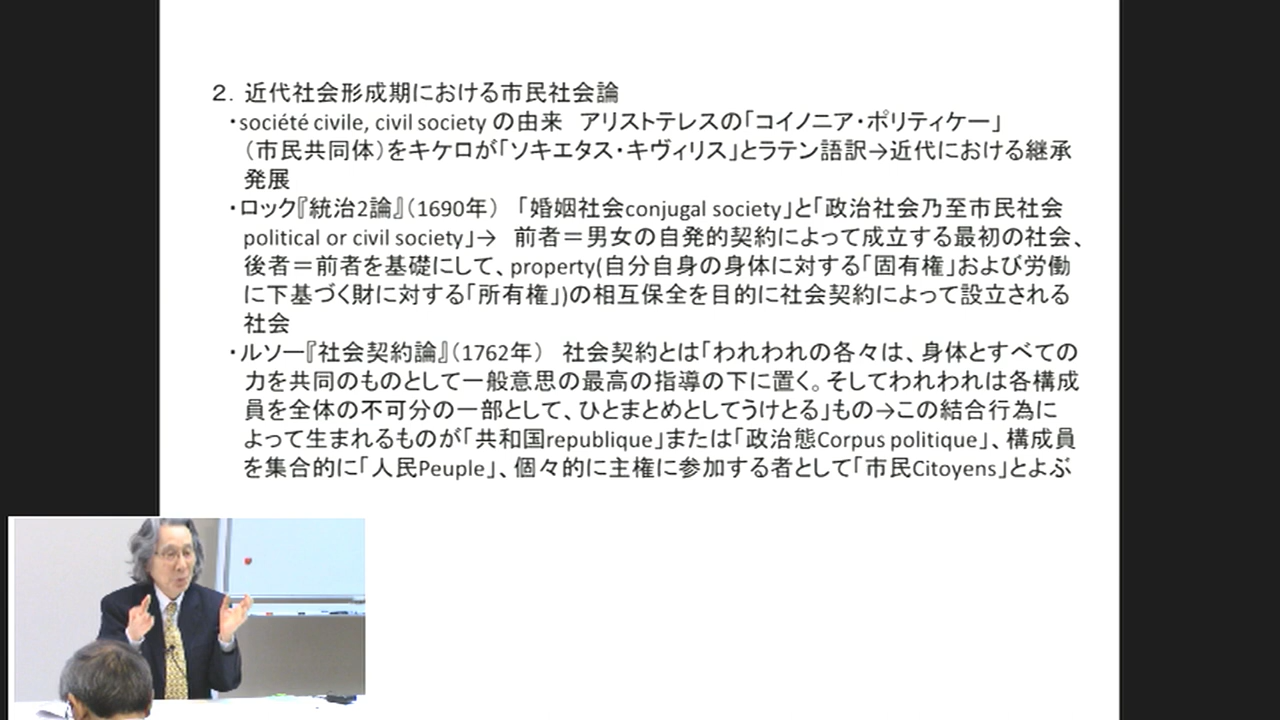 ２．近代社会形成期における市民社会論
・société civile, civil society の由来　アリストテレスの「コイノニア・ポリティケー」
（市民共同体）をキケロが「ソキエタス・キヴィリス」とラテン語訳→近代における継承
発展
・ロック『統治2論』（1690年）　「婚姻社会conjugal society」と「政治社会乃至市民社会
political or civil society」→　前者＝男女の自発的契約によって成立する最初の社会、
後者＝前者を基礎にして、property(自分自身の身体に対する「固有権」および労働
に下基づく財に対する「所有権」)の相互保全を目的に社会契約によって設立される
社会
・ルソー『社会契約論』（1762年）　社会契約とは「われわれの各々は、身体とすべての
力を共同のものとして一般意思の最高の指導の下に置く。そしてわれわれは各構成
員を全体の不可分の一部として、ひとまとめとしてうけとる」もの→この結合行為に
よって生まれるものが「共和国republique」または「政治態Corpus politique」、構成員
を集合的に「人民Peuple」、個々的に主権に参加する者として「市民Citoyens」とよぶ